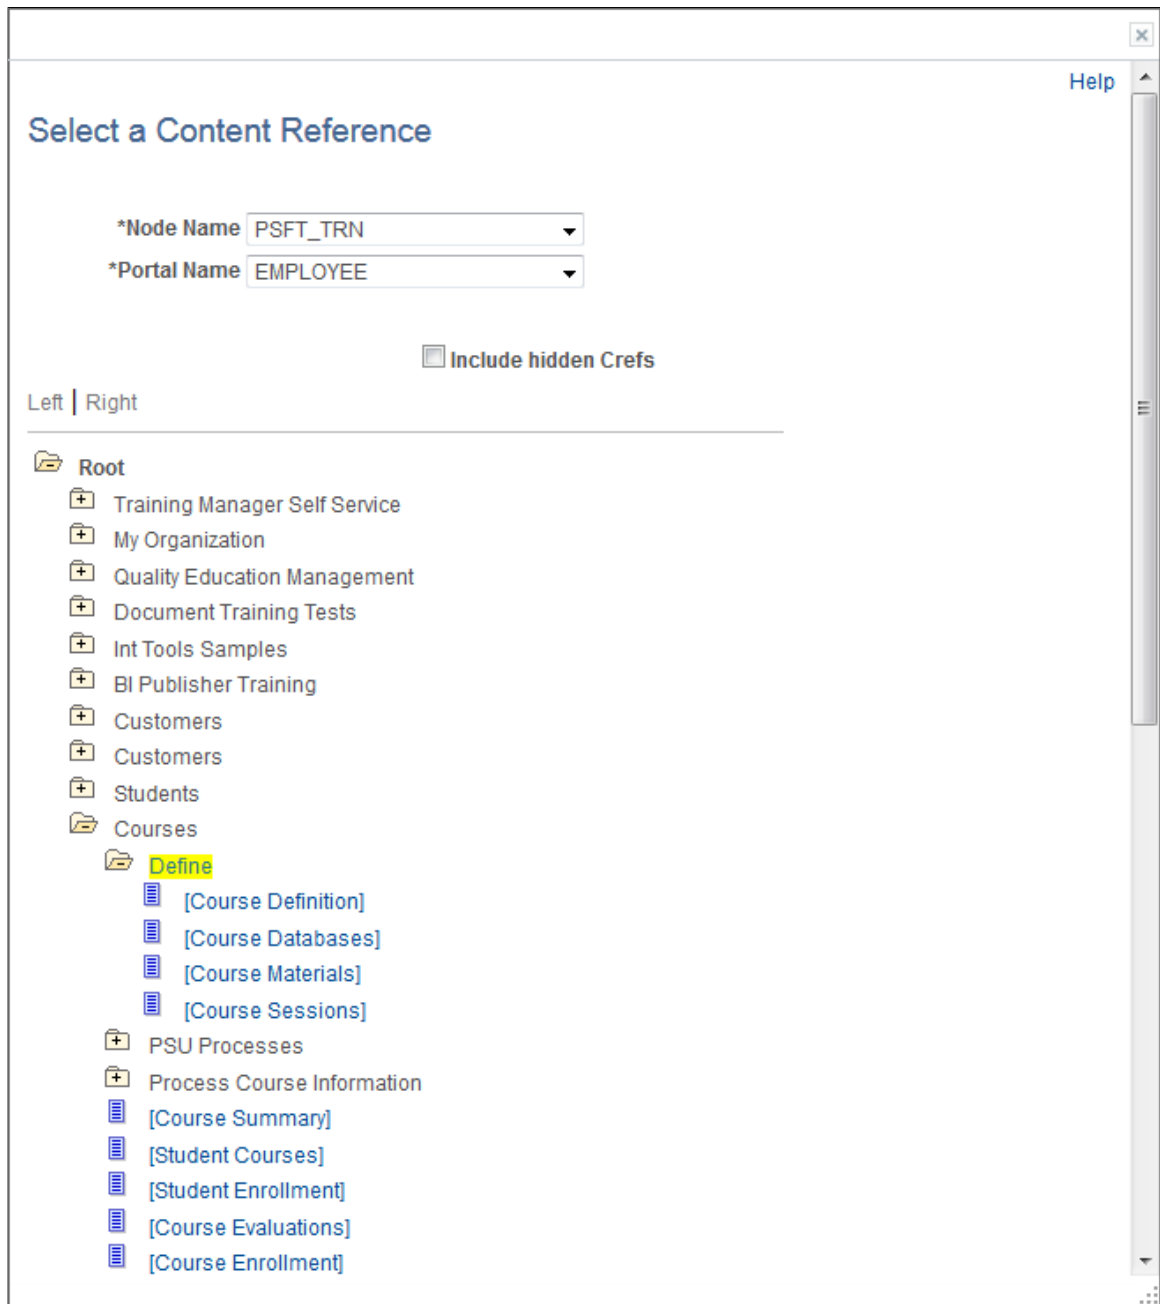 Help
Select a Content Reference
*Node Name PSFT_TRN
*Portal Name EMPLOYEE
Include hidden Crefs
Left | Right
Root
Training Manager Self Service
My Organization
Quality Education Management
Document Training Tests
Int Tools Samples
BI Publisher Training
Customers
Customers
Students
Courses
Define
[Course Definition]
[Course Databases]
[Course Materials]
[Course Sessions]
PSU Processes
Process Course Information
[Course Summary]
[Student Courses]
[Student Enrollment]
[Course Evaluations]
[Course Enrollment]